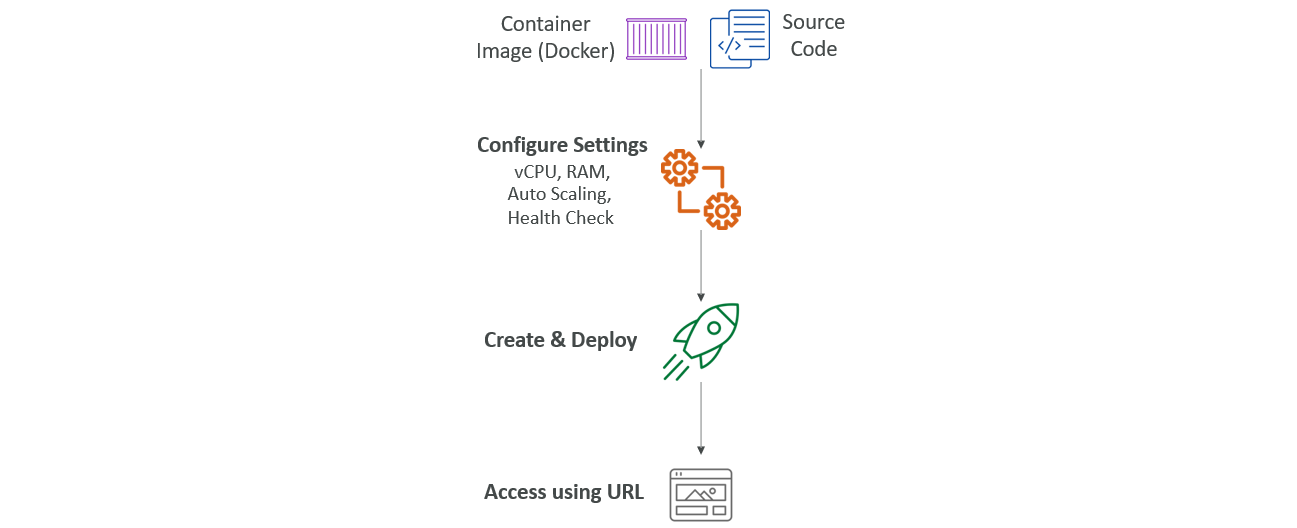 Container
Image (Docker)
Source
Code
</>
Configure Settings
vCPU, RAM,
Auto Scaling,
Health Check
Create & Deploy
Access using URL